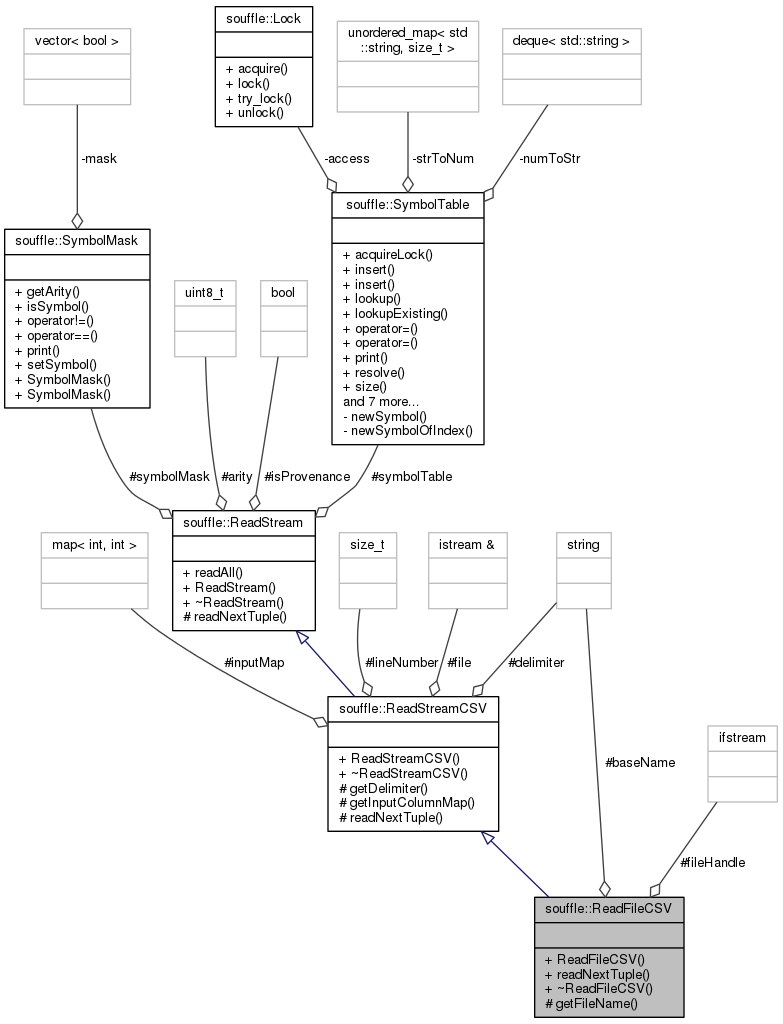 souffle::Lock
+ acquire()
+ lock()
+ try_lock()
+ unlock()
vector< bool >
unordered_map< std
::string, size_t >
deque< std::string >
-mask
-access
-strToNum
-numToStr
souffle::SymbolMask
+ getArity()
+ isSymbol()
+ operator!=()
+ operator==()
+ print()
+ setSymbol()
+ SymbolMask()
+ SymbolMask()
souffle::SymbolTable
+ acquireLock()
+ insert()
+ insert()
+ lookup()
+ lookupExisting()
+ operator=()
+ operator=()
+ print()
+ resolve()
+ size()
and 7 more...
- newSymbol()
- newSymbolOfIndex()
uint8_t
bool
#symbolMask
#arity
#isProvenance
#symbolTable
souffle::ReadStream
+ readAll()
+ ReadStream()
+ ~ReadStream()
# readNextTuple()
map< int, int >
size_t
istream &
string
#inputMap
#lineNumber
#file
#delimiter
souffle::ReadStreamCSV
+ ReadStreamCSV()
+ ~ReadStreamCSV()
# getDelimiter()
# getInputColumnMap()
# readNextTuple()
ifstream
#baseName
#fileHandle
souffle::ReadFileCSV
+ ReadFileCSV()
+ readNextTuple()
+ ~ReadFileCSV()
# getFileName()